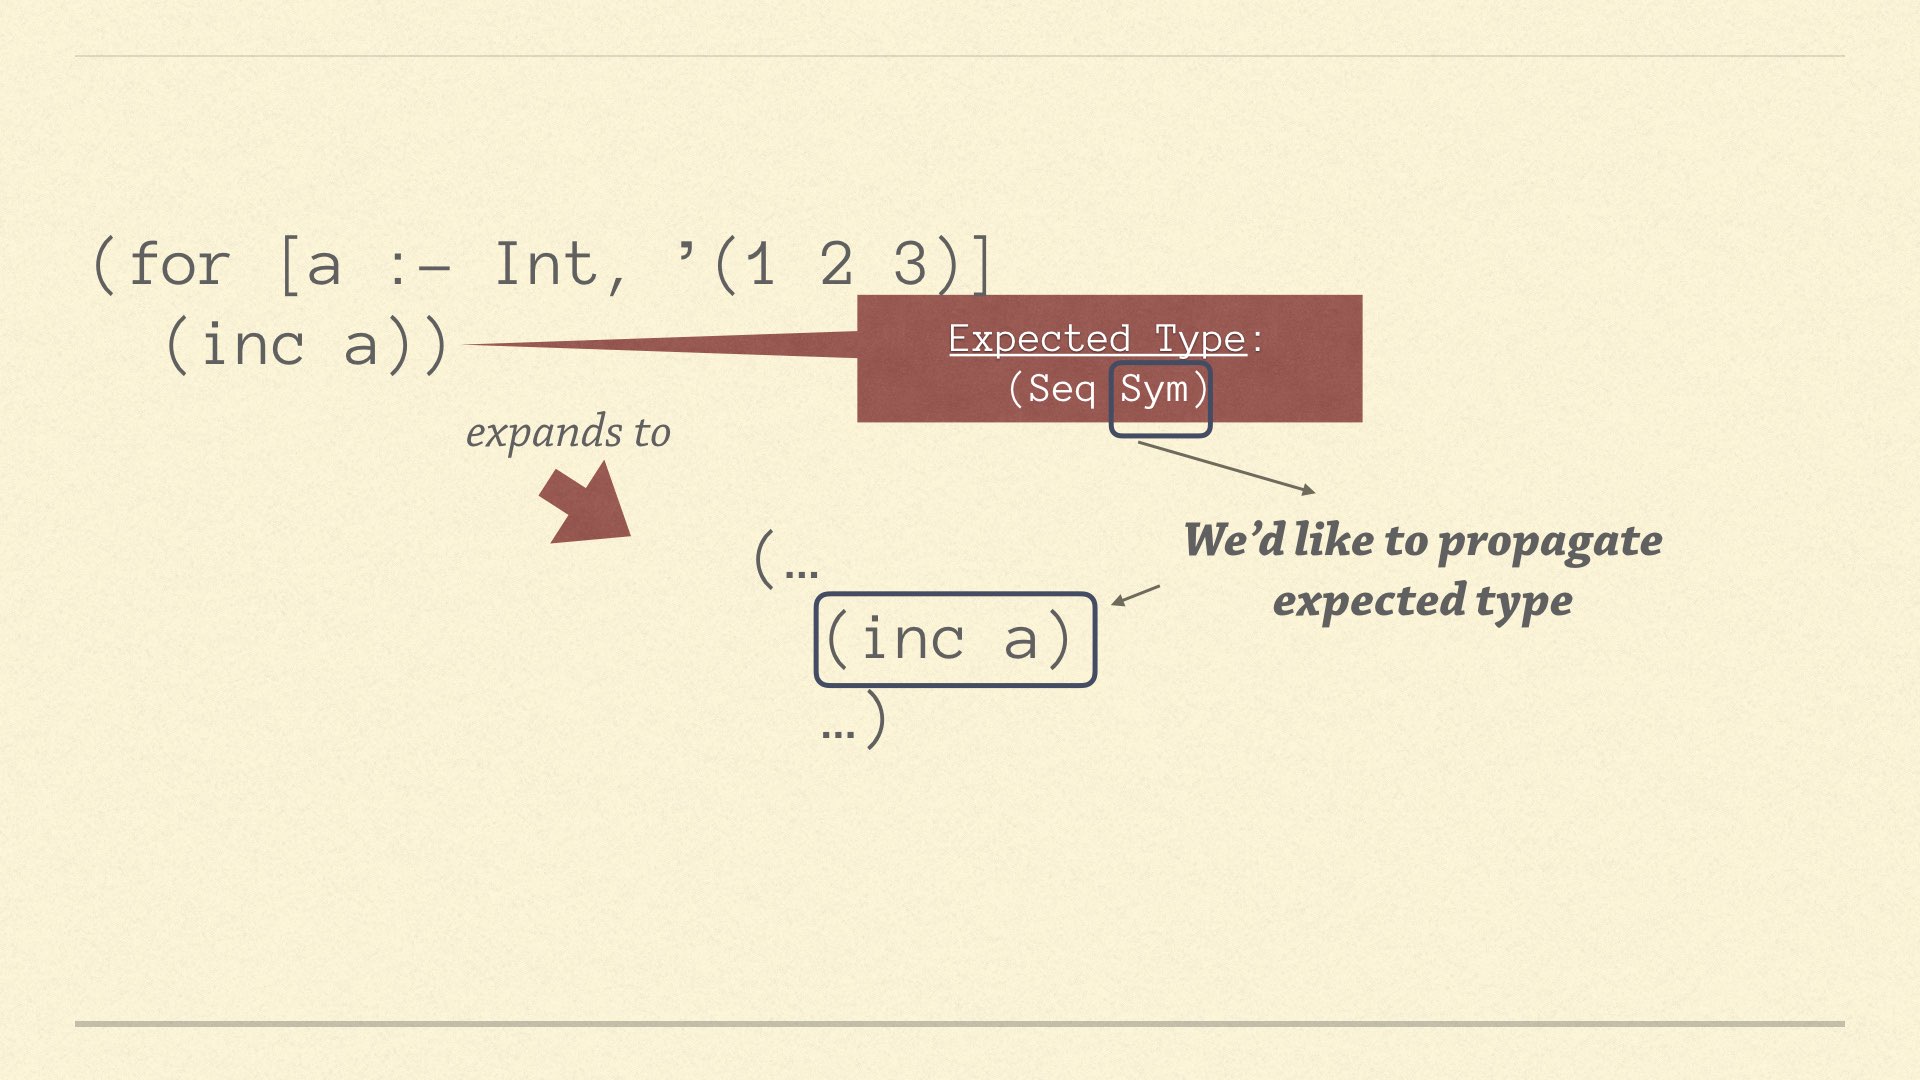 (for [a :- Int, ’(1 2 3)]
(inc a))
Expected Type:
(Seq Sym)
expands to
We’d like to propagate
expected type
(…
(inc a)
…)